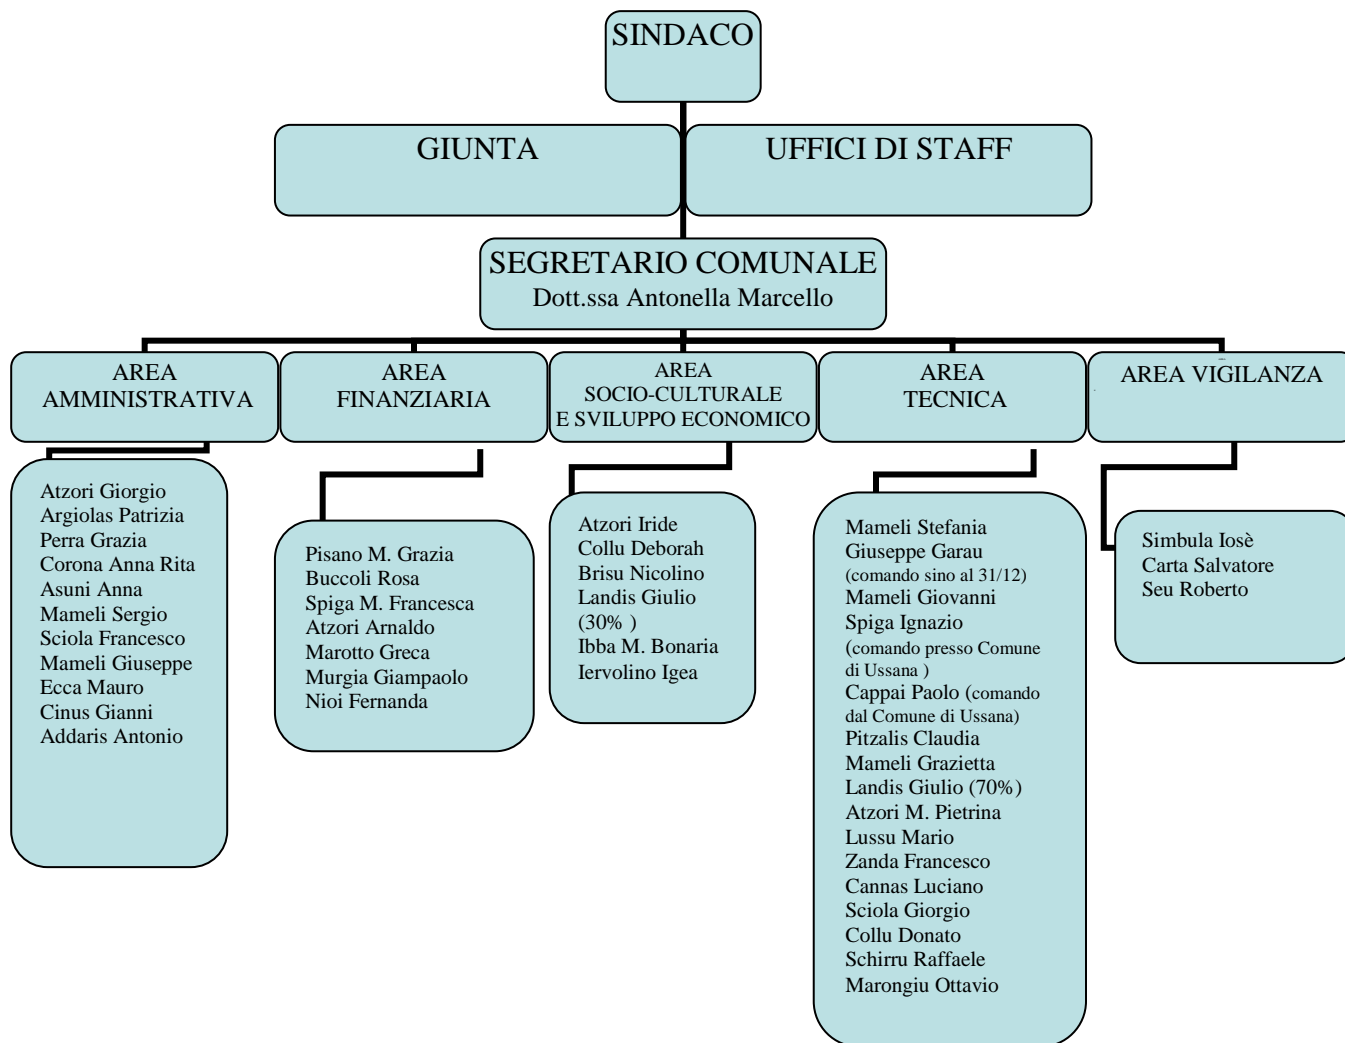 SINDACO
GIUNTA
UFFICI DI STAFF
SEGRETARIO COMUNALE
Dott.ssa Antonella Marcello
AREA
AMMINISTRATIVA
AREA
FINANZIARIA
AREA
SOCIO-CULTURALE
E SVILUPPO ECONOMICO
AREA
TECNICA
AREA VIGILANZA
Atzori Giorgio
Argiolas Patrizia
Perra Grazia
Corona Anna Rita
Asuni Anna
Mameli Sergio
Sciola Francesco
Mameli Giuseppe
Ecca Mauro
Cinus Gianni
Addaris Antonio
Pisano M. Grazia
Buccoli Rosa
Spiga M. Francesca
Atzori Arnaldo
Marotto Greca
Murgia Giampaolo
Nioi Fernanda
Atzori Iride
Collu Deborah
Brisu Nicolino
Landis Giulio
(30% )
Ibba M. Bonaria
Iervolino Igea
Mameli Stefania
Giuseppe Garau
(comando sino al 31/12)
Mameli Giovanni
Spiga Ignazio
(comando presso Comune
di Ussana )
Cappai Paolo (comando
dal Comune di Ussana)
Pitzalis Claudia
Mameli Grazietta
Landis Giulio (70%)
Atzori M. Pietrina
Lussu Mario
Zanda Francesco
Cannas Luciano
Sciola Giorgio
Collu Donato
Schirru Raffaele
Marongiu Ottavio
Simbula Iosè
Carta Salvatore
Seu Roberto